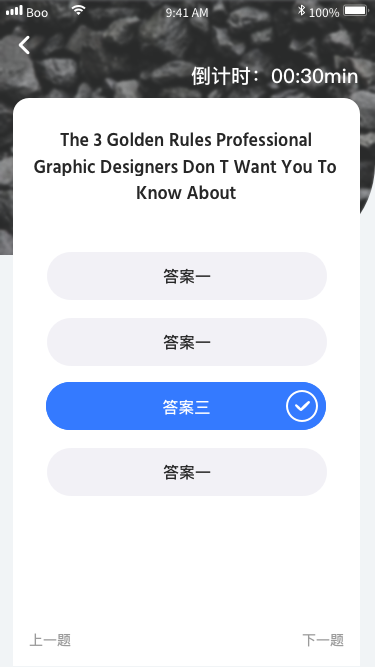 Boo 9:41 AM 100%
倒计时：00:30min
The 3 Golden Rules Professional
Graphic Designers Don T Want You To
Know About
答案一
答案一
答案三
答案一
上一题 下一题